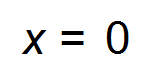 x = 0